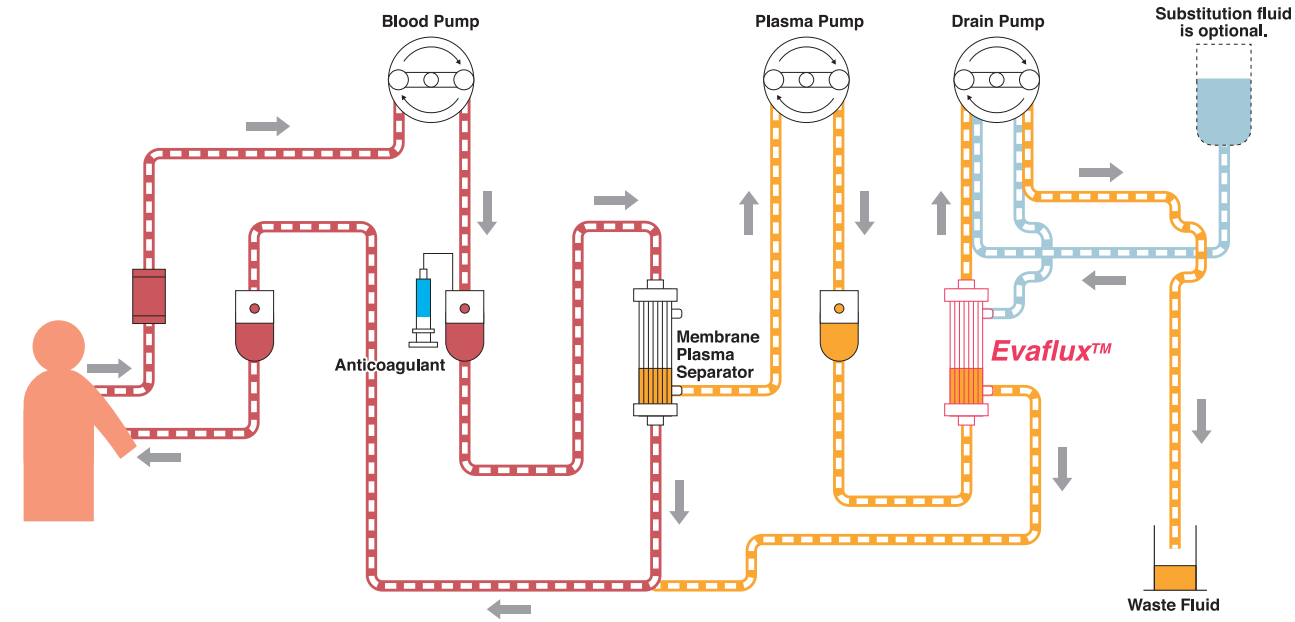 Blood Pump
Plasma Pump
Drain Pump
Substitution fluid
is optional.
Anticoagulant
Membrane
Plasma
Separator
Evaflux™
Waste Fluid